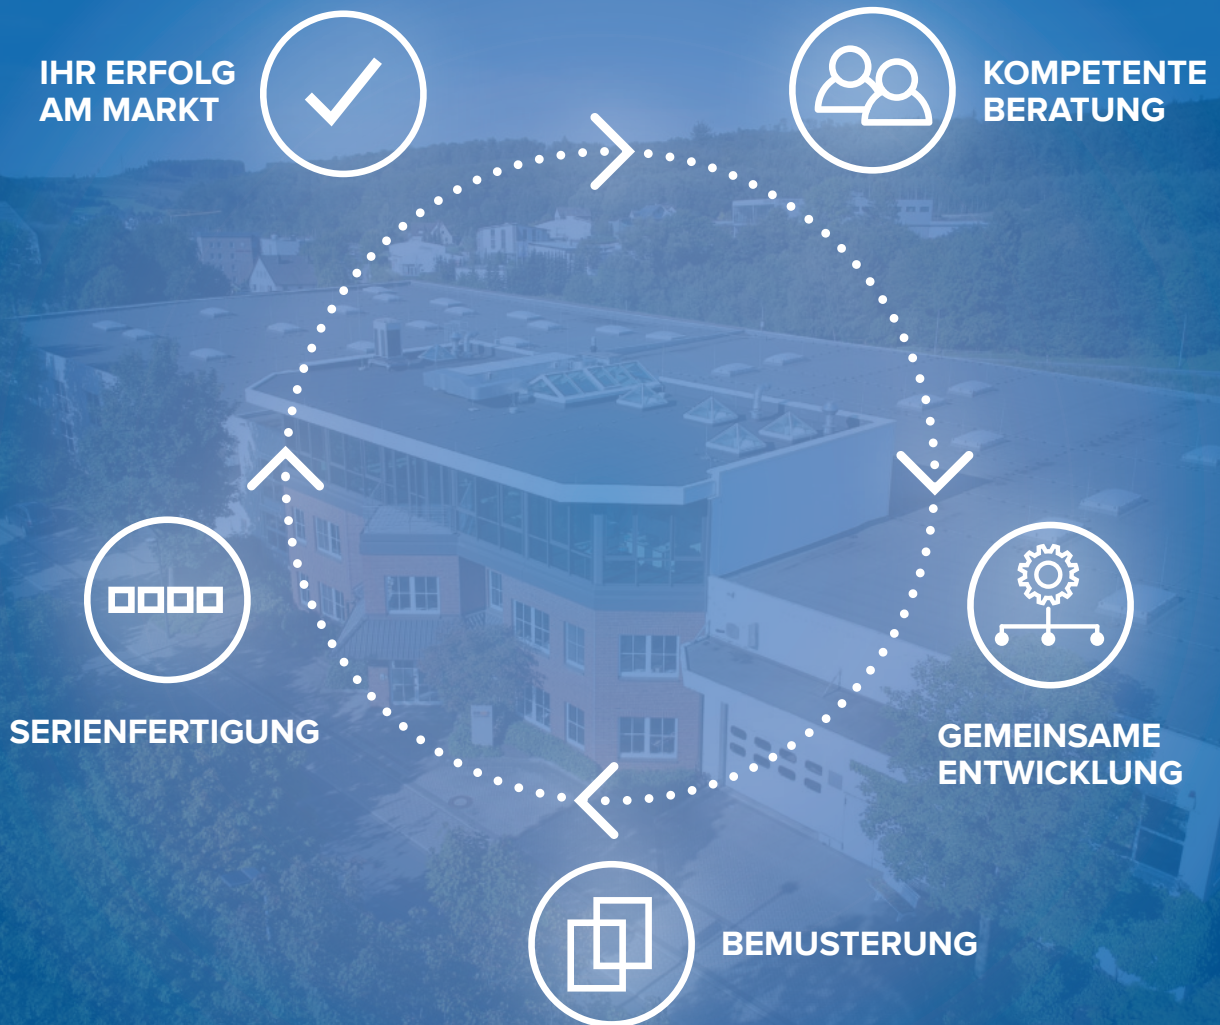 IHR ERFOLG
AM MARKT
KOMPETENTE
BERATUNG
SERIENFERTIGUNG
GEMEINSAME
ENTWICKLUNG
BEMUSTERUNG